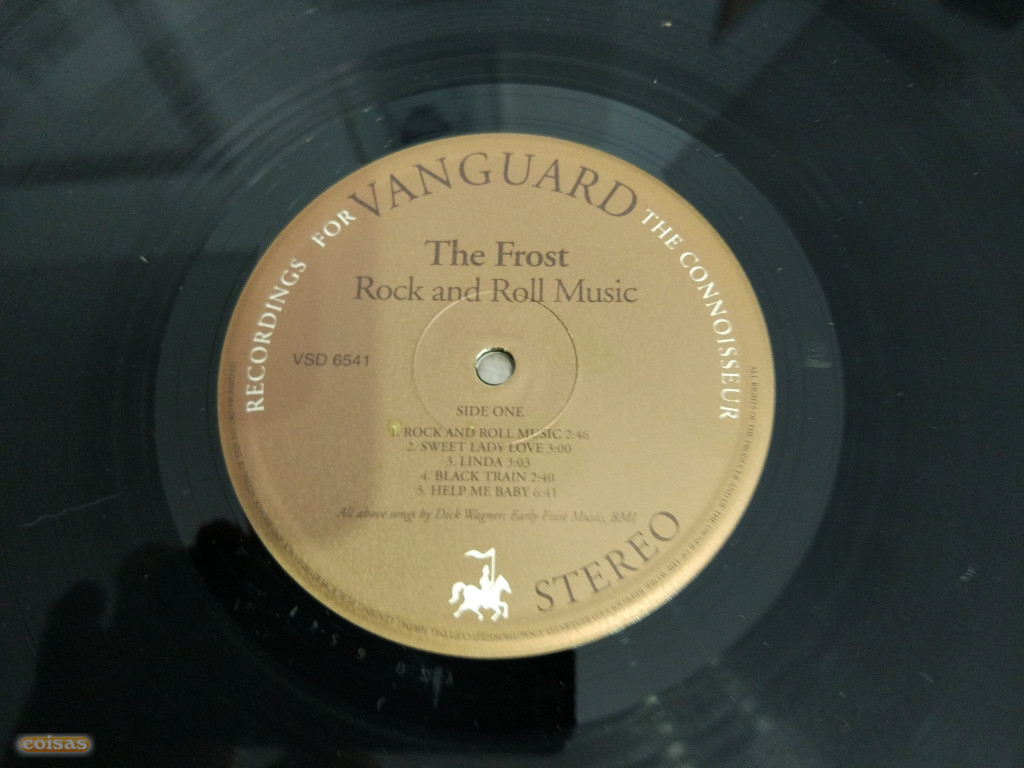 RECORDINGS FOR VANGUARD THE CONNOISSEUR
The Frost
Rock and Roll Music
VSD 6541
SIDE ONE
1. ROCK AND ROLL MUSIC 2:46
2. SWEET LADY LOVE 3:00
3. LINDA 3:03
4. BLACK TRAIN 2:40
5. HELP ME BABY 6:41
All above songs by Dick Wagner; Early Frost Music, BMI
STEREO
coisas